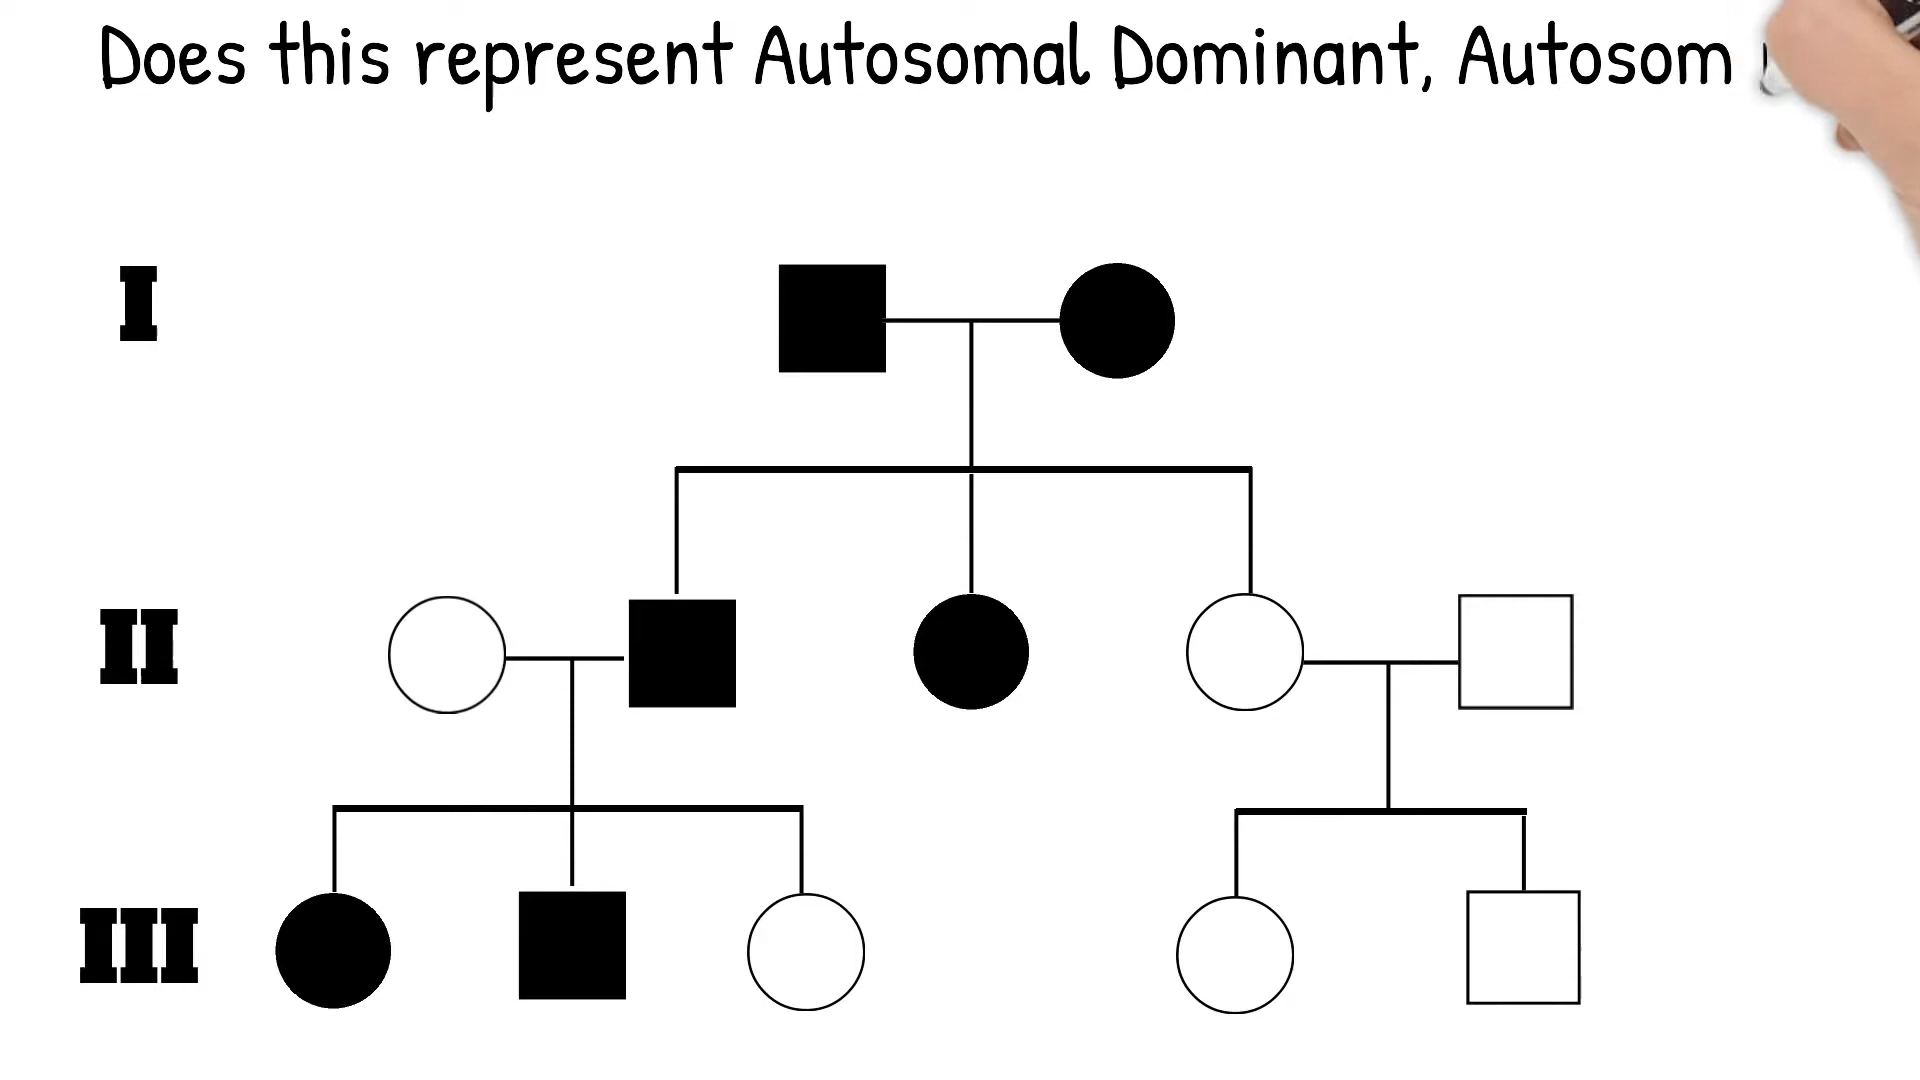 Does this represent Autosomal Dominant, Autosom
I
II
III